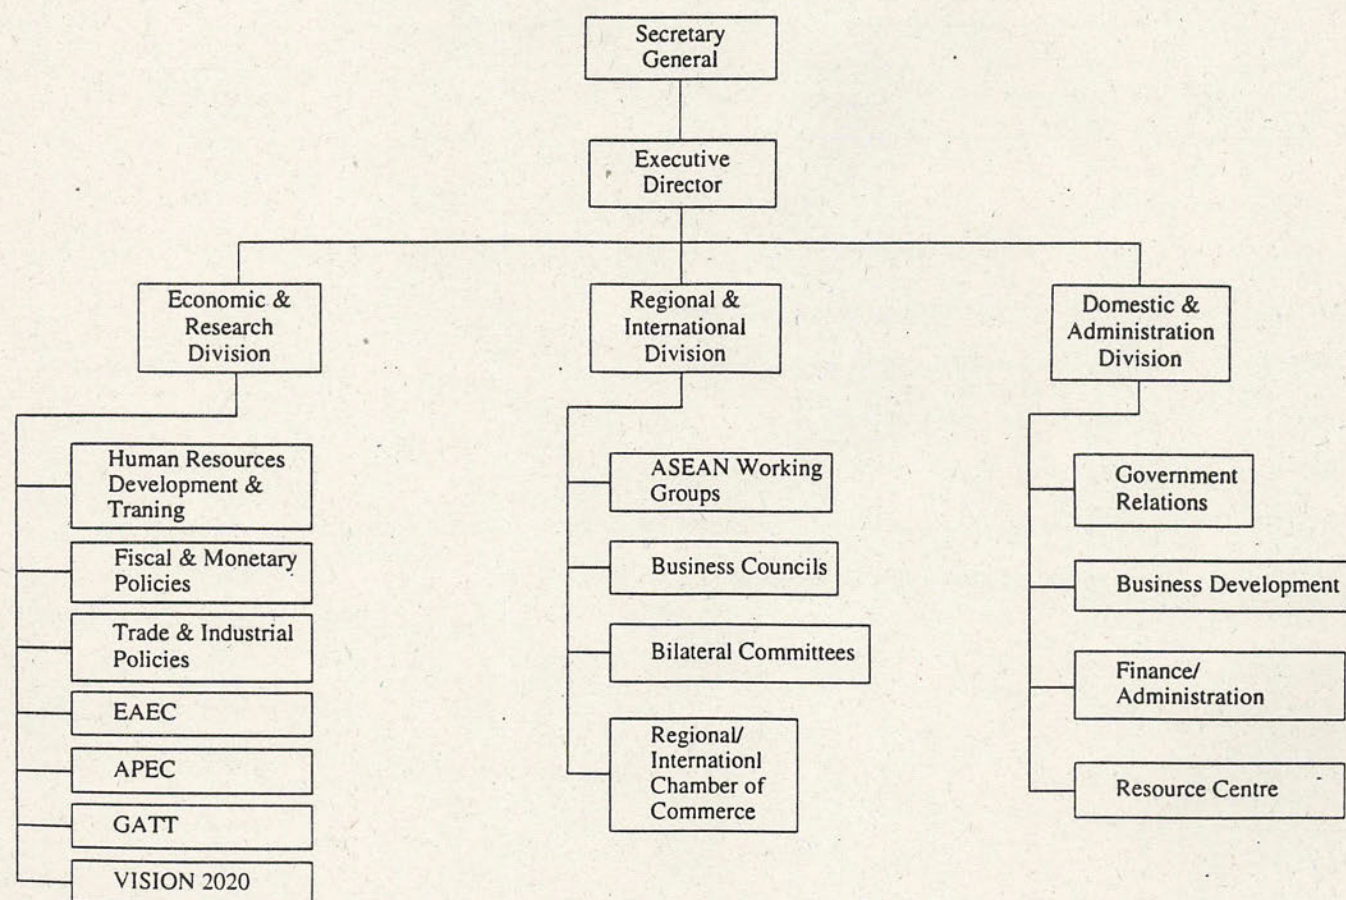 Secretary
General
Executive
Director
Economic &
Research
Division
Regional &
International
Division
Domestic &
Administration
Division
Human Resources
Development &
Traning
Fiscal & Monetary
Policies
Trade & Industrial
Policies
EAEC
APEC
GATT
VISION 2020
ASEAN Working
Groups
Business Councils
Bilateral Committees
Regional/
Internationl
Chamber of
Commerce
Government
Relations
Business Development
Finance/
Administration
Resource Centre